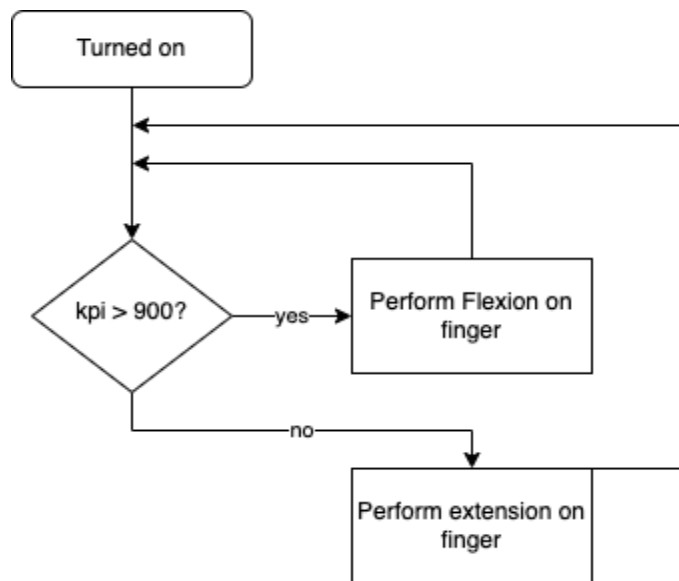 Turned on
kpi > 900?
yes
Perform Flexion on
finger
no
Perform extension on
finger